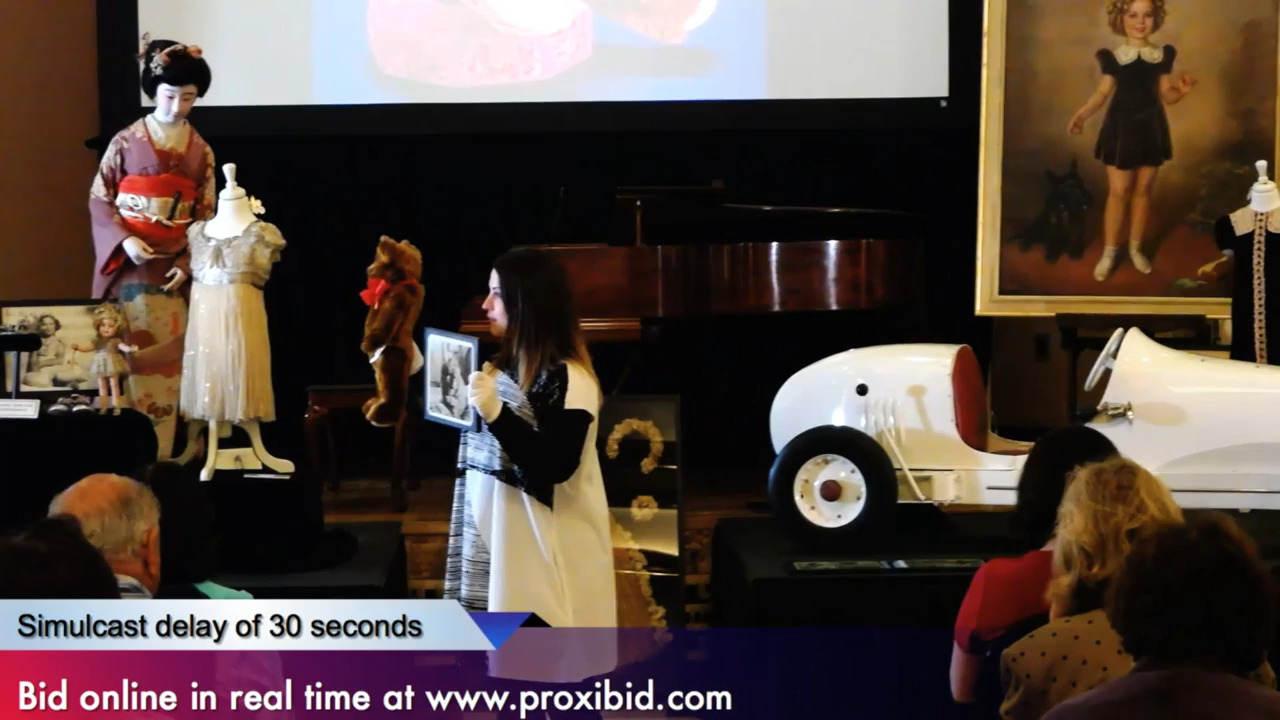 Simulcast delay of 30 seconds
Bid online in real time at www.proxibid.com